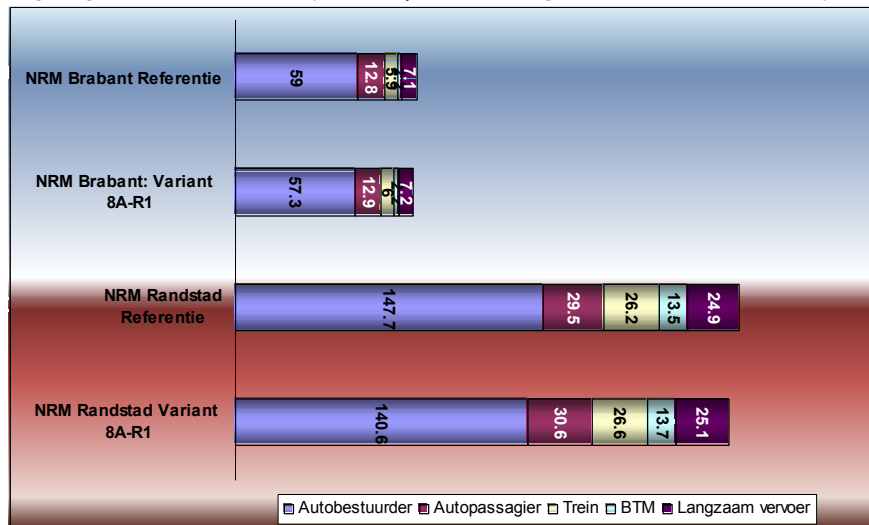 NRM Brabant Referentie
59
12.8
5.9
7.1
NRM Brabant: Variant
8A-R1
57.3
12.9
6
7.2
NRM Randstad
Referentie
147.7
29.5
26.2
13.5
24.9
NRM Randstad Variant
8A-R1
140.6
30.6
26.6
13.7
25.1
Autobestuurder Autopassagier Trein BTM Langzaam vervoer